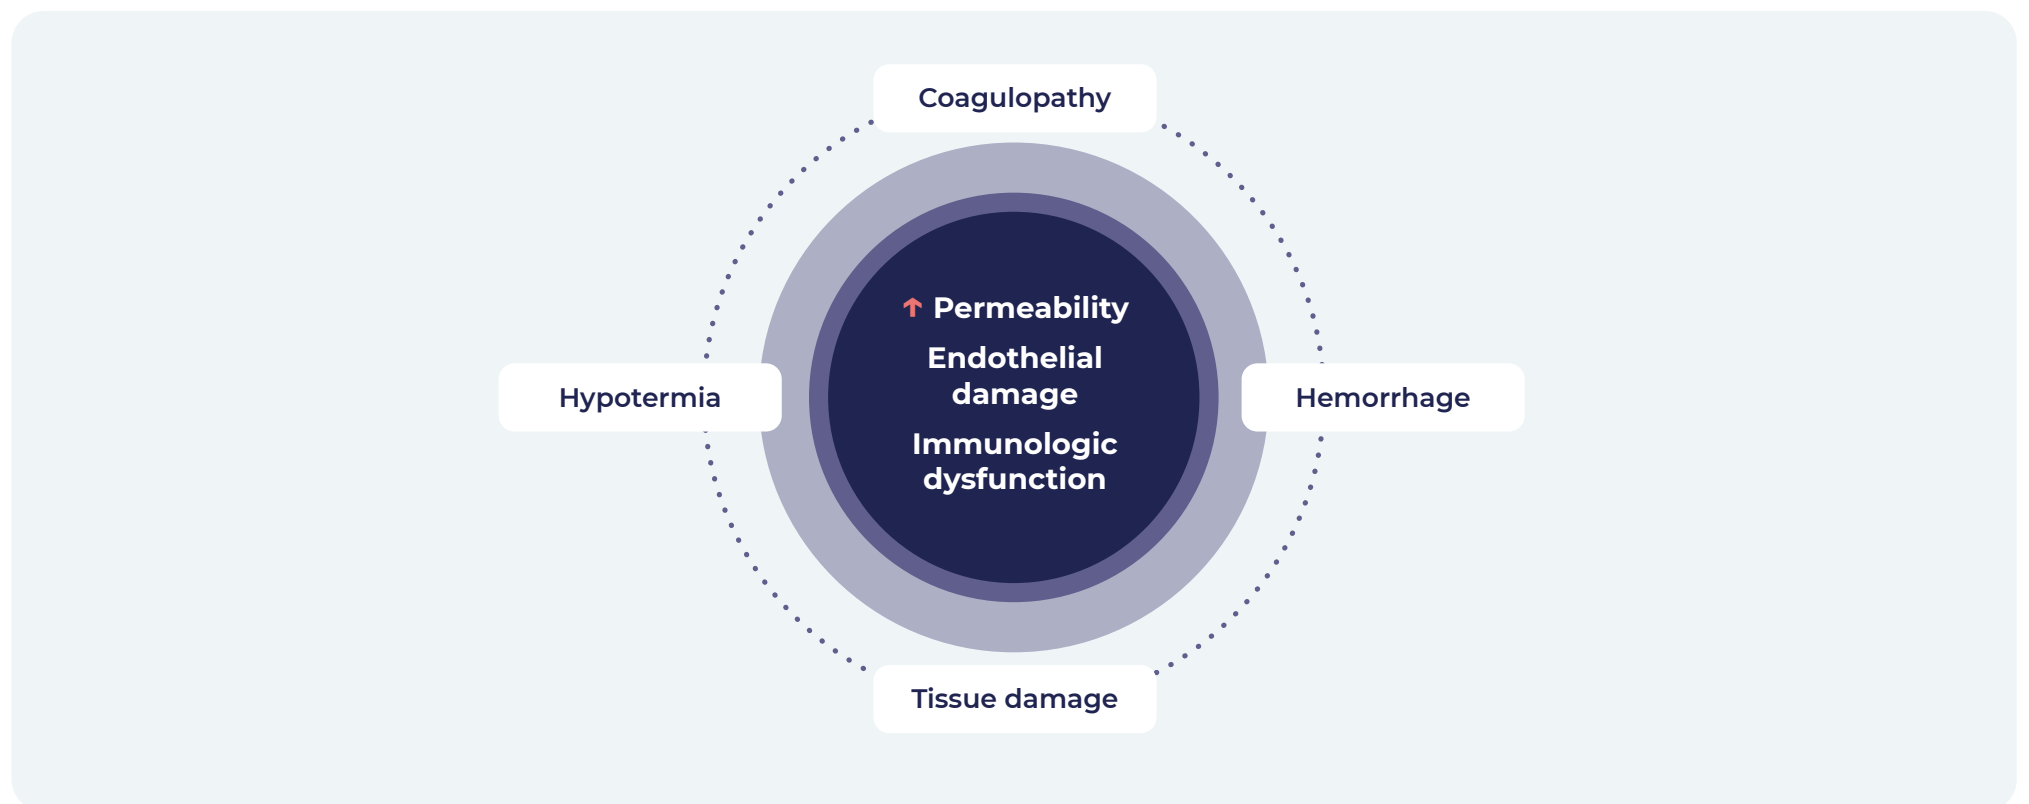 Coagulopathy
↑ Permeability
Endothelial
damage
Hypotermia
Hemorrhage
Immunologic
dysfunction
Tissue damage